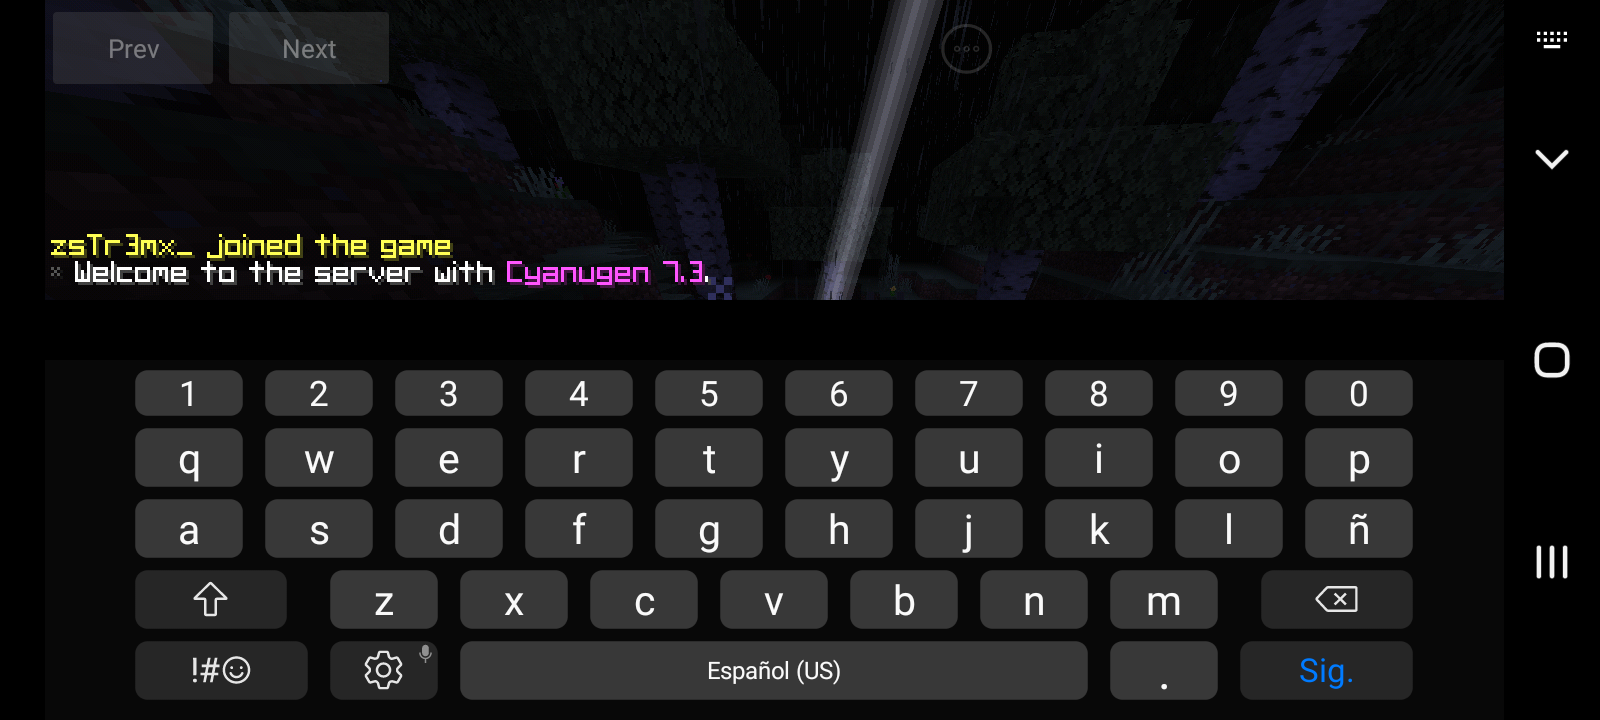 Prev Next
zsTr3mx_ joined the game
× Welcome to the server with Cyanugen 7.3.
1 2 3 4 5 6 7 8 9 0
q w e r t y u i o p
a s d f g h j k l ñ
z x c v b n m
!#☺ Español (US) . Sig.